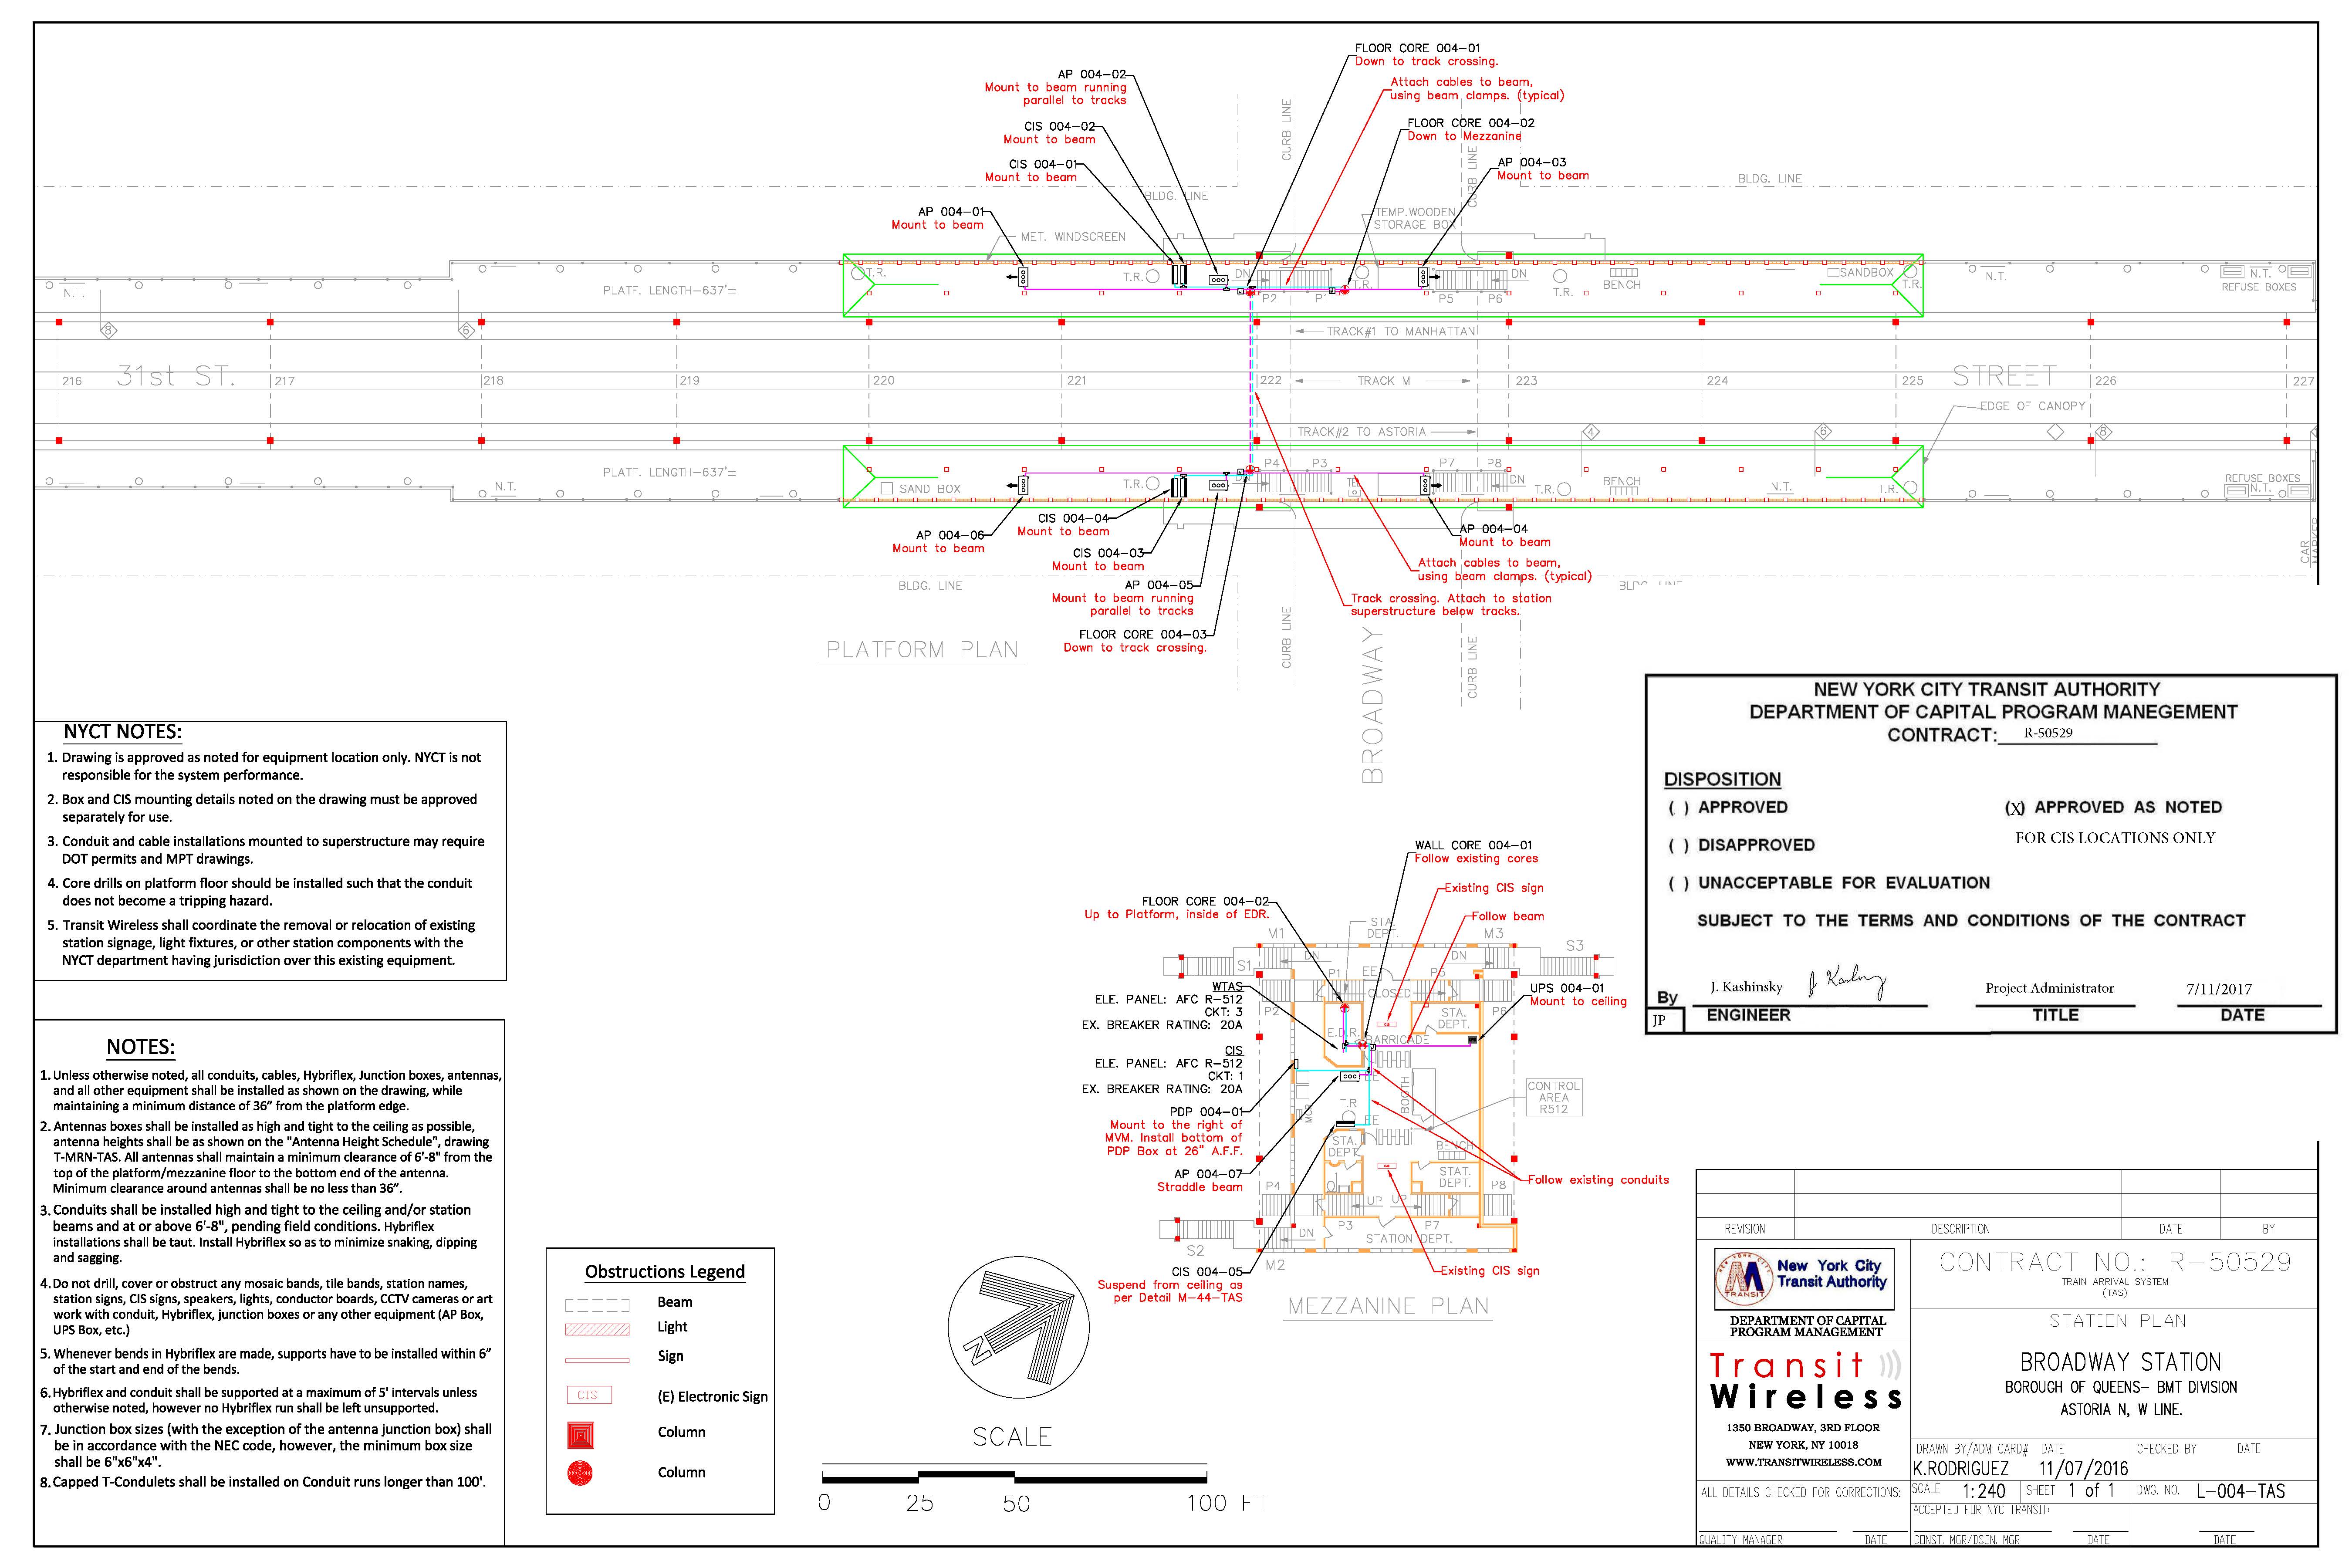 FLOOR CORE 004-01
Down to track crossing.
AP 004-02
Mount to beam running
parallel to tracks
Attach cables to beam,
using beam clamps. (typical)
CIS 004-02
Mount to beam
FLOOR CORE 004-02
Down to Mezzanine
CIS 004-01
Mount to beam
AP 004-03
Mount to beam
CURB LINE
CURB LINE
BLDG. LINE
BLDG. LINE
AP 004-01
Mount to beam
TEMP.WOODEN
STORAGE BOX
MET. WINDSCREEN
T.R.
T.R.
DN
T.R.
DN
T.R.
BENCH
SANDBOX
T.R.
N.T.
N.T.
REFUSE BOXES
N.T.
PLATF. LENGTH-637'±
P2
P1
P5
P6
8
6
TRACK#1 TO MANHATTAN
31st ST.
216
217
218
219
220
221
222
TRACK M
223
224
225
STREET
226
227
EDGE OF CANOPY
TRACK#2 TO ASTORIA
4
6
8
PLATF. LENGTH-637'±
P4
P3
P7
P8
N.T.
SAND BOX
T.R.
DN
DN
T.R.
BENCH
N.T.
T.R.
REFUSE BOXES
N.T.
CAR
MARKER
CIS 004-04
Mount to beam
AP 004-06
Mount to beam
AP 004-04
Mount to beam
CIS 004-03
Mount to beam
Attach cables to beam,
using beam clamps. (typical)
BLDG. LINE
AP 004-05
Mount to beam running
parallel to tracks
Track crossing. Attach to station
superstructure below tracks.
FLOOR CORE 004-03
Down to track crossing.
CURB LINE
CURB LINE
BROADWAY
PLATFORM PLAN
NYCT NOTES:
1. Drawing is approved as noted for equipment location only. NYCT is not
responsible for the system performance.
2. Box and CIS mounting details noted on the drawing must be approved
separately for use.
3. Conduit and cable installations mounted to superstructure may require
DOT permits and MPT drawings.
4. Core drills on platform floor should be installed such that the conduit
does not become a tripping hazard.
5. Transit Wireless shall coordinate the removal or relocation of existing
station signage, light fixtures, or other station components with the
NYCT department having jurisdiction over this existing equipment.
NOTES:
1. Unless otherwise noted, all conduits, cables, Hybriflex, Junction boxes, antennas,
and all other equipment shall be installed as shown on the drawing, while
maintaining a minimum distance of 36” from the platform edge.
2. Antennas boxes shall be installed as high and tight to the ceiling as possible,
antenna heights shall be as shown on the "Antenna Height Schedule", drawing
T-MRN-TAS. All antennas shall maintain a minimum clearance of 6'-8" from the
top of the platform/mezzanine floor to the bottom end of the antenna.
Minimum clearance around antennas shall be no less than 36”.
3. Conduits shall be installed high and tight to the ceiling and/or station
beams and at or above 6'-8", pending field conditions. Hybriflex
installations shall be taut. Install Hybriflex so as to minimize snaking, dipping
and sagging.
4. Do not drill, cover or obstruct any mosaic bands, tile bands, station names,
station signs, CIS signs, speakers, lights, conductor boards, CCTV cameras or art
work with conduit, Hybriflex, junction boxes or any other equipment (AP Box,
UPS Box, etc.)
5. Whenever bends in Hybriflex are made, supports have to be installed within 6”
of the start and end of the bends.
6. Hybriflex and conduit shall be supported at a maximum of 5' intervals unless
otherwise noted, however no Hybriflex run shall be left unsupported.
7. Junction box sizes (with the exception of the antenna junction box) shall
be in accordance with the NEC code, however, the minimum box size
shall be 6"x6"x4".
8. Capped T-Condulets shall be installed on Conduit runs longer than 100'.
Obstructions Legend
Beam
Light
Sign
CIS
(E) Electronic Sign
Column
Column
N
SCALE
0 25 50 100 FT
WALL CORE 004-01
Follow existing cores
Existing CIS sign
FLOOR CORE 004-02
Up to Platform, inside of EDR.
Follow beam
STA.
DEPT.
M1
M3
S3
DN
DN
S1
P1
EE
P5
CLOSED
WTAS
ELE. PANEL: AFC R-512
CKT: 3
EX. BREAKER RATING: 20A
UPS 004-01
Mount to ceiling
P2
STA.
DEPT.
P6
E.D.R.
BARRICADE
CIS
ELE. PANEL: AFC R-512
CKT: 1
EX. BREAKER RATING: 20A
EE
BOOTH
CONTROL
AREA
R512
PDP 004-01
Mount to the right of
MVM. Install bottom of
PDP Box at 26" A.F.F.
T.R
EE
STA.
DEPT
BENCH
AP 004-07
Straddle beam
STAT.
DEPT.
Follow existing conduits
P4
P8
UP
UP
P3
P7
DN
STATION DEPT.
S2
M2
CIS 004-05
Suspend from ceiling as
per Detail M-44-TAS
Existing CIS sign
MEZZANINE PLAN
NEW YORK CITY TRANSIT AUTHORITY
DEPARTMENT OF CAPITAL PROGRAM MANEGEMENT
CONTRACT: R-50529
DISPOSITION
( ) APPROVED
(X) APPROVED AS NOTED
FOR CIS LOCATIONS ONLY
( ) DISAPPROVED
( ) UNACCEPTABLE FOR EVALUATION
SUBJECT TO THE TERMS AND CONDITIONS OF THE CONTRACT
By J. Kashinsky Project Administrator 7/11/2017
JP ENGINEER TITLE DATE
REVISION DESCRIPTION DATE BY
TRANSIT
New York City
Transit Authority
DEPARTMENT OF CAPITAL
PROGRAM MANAGEMENT
CONTRACT NO.: R-50529
TRAIN ARRIVAL SYSTEM
(TAS)
STATION PLAN
Transit
Wireless
1350 BROADWAY, 3RD FLOOR
NEW YORK, NY 10018
WWW.TRANSITWIRELESS.COM
BROADWAY STATION
BOROUGH OF QUEENS- BMT DIVISION
ASTORIA N, W LINE.
DRAWN BY/ADM CARD# DATE
K.RODRIGUEZ 11/07/2016
CHECKED BY DATE
ALL DETAILS CHECKED FOR CORRECTIONS:
SCALE 1:240 SHEET 1 of 1 DWG. NO. L-004-TAS
ACCEPTED FOR NYC TRANSIT:
QUALITY MANAGER DATE CONST. MGR/DSGN. MGR DATE DATE